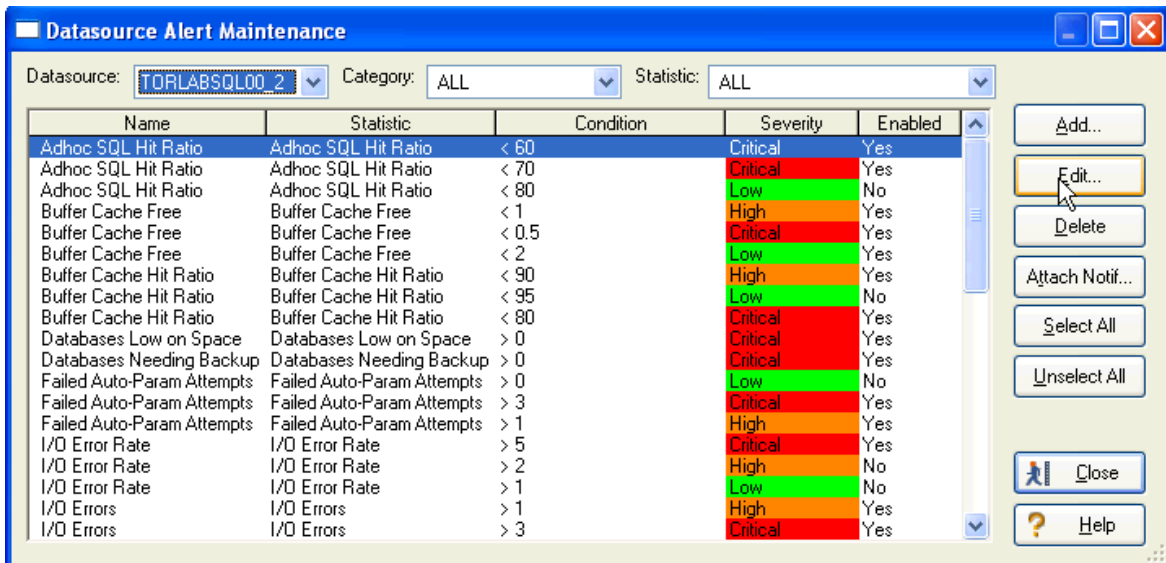 Datasource Alert Maintenance
Datasource: TORLABSQL00_2 Category: ALL Statistic: ALL
Name Statistic Condition Severity Enabled
Adhoc SQL Hit Ratio Adhoc SQL Hit Ratio < 60 Critical Yes
Adhoc SQL Hit Ratio Adhoc SQL Hit Ratio < 70 Critical Yes
Adhoc SQL Hit Ratio Adhoc SQL Hit Ratio < 80 Low No
Buffer Cache Free Buffer Cache Free < 1 High Yes
Buffer Cache Free Buffer Cache Free < 0.5 Critical Yes
Buffer Cache Free Buffer Cache Free < 2 Low Yes
Buffer Cache Hit Ratio Buffer Cache Hit Ratio < 90 High Yes
Buffer Cache Hit Ratio Buffer Cache Hit Ratio < 95 Low No
Buffer Cache Hit Ratio Buffer Cache Hit Ratio < 80 Critical Yes
Databases Low on Space Databases Low on Space > 0 Critical Yes
Databases Needing Backup Databases Needing Backup > 0 Critical Yes
Failed Auto-Param Attempts Failed Auto-Param Attempts > 0 Low No
Failed Auto-Param Attempts Failed Auto-Param Attempts > 3 Critical Yes
Failed Auto-Param Attempts Failed Auto-Param Attempts > 1 High Yes
I/O Error Rate I/O Error Rate > 5 Critical Yes
I/O Error Rate I/O Error Rate > 2 High No
I/O Error Rate I/O Error Rate > 1 Low No
I/O Errors I/O Errors > 1 High Yes
I/O Errors I/O Errors > 3 Critical Yes
Add...
Edit...
Delete
Attach Notif...
Select All
Unselect All
Close
Help